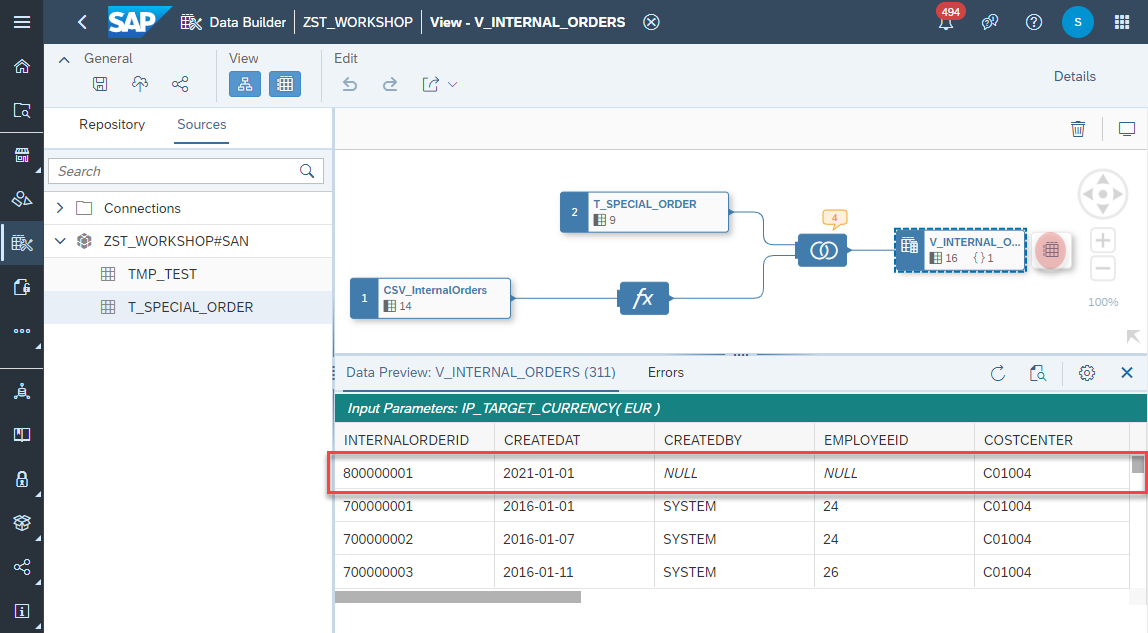 SAP Data Builder ZST_WORKSHOP View - V_INTERNAL_ORDERS 494 S
General View Edit
Details
Repository Sources
Search
Connections
ZST_WORKSHOP#SAN
TMP_TEST
T_SPECIAL_ORDER
2 T_SPECIAL_ORDER
9
4
V_INTERNAL_O...
16 {} 1
1 CSV_InternalOrders
14
fx
100%
Data Preview: V_INTERNAL_ORDERS (311) Errors
Input Parameters: IP_TARGET_CURRENCY( EUR )
INTERNALORDERID CREATEDAT CREATEDBY EMPLOYEEID COSTCENTER
800000001 2021-01-01 NULL NULL C01004
700000001 2016-01-01 SYSTEM 24 C01004
700000002 2016-01-07 SYSTEM 24 C01004
700000003 2016-01-11 SYSTEM 26 C01004